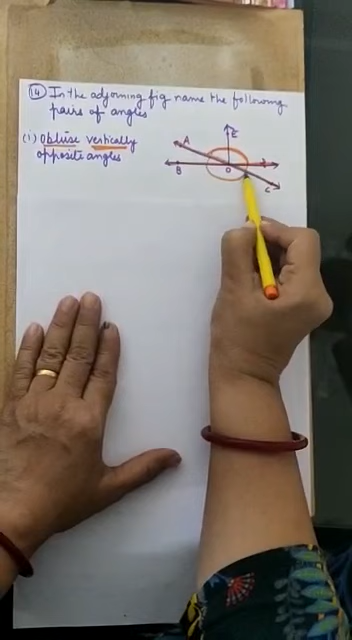 (14) In the adjoining fig name the following
pairs of angles
(i) Obtuse vertically
opposite angles
E
A
B
O
C